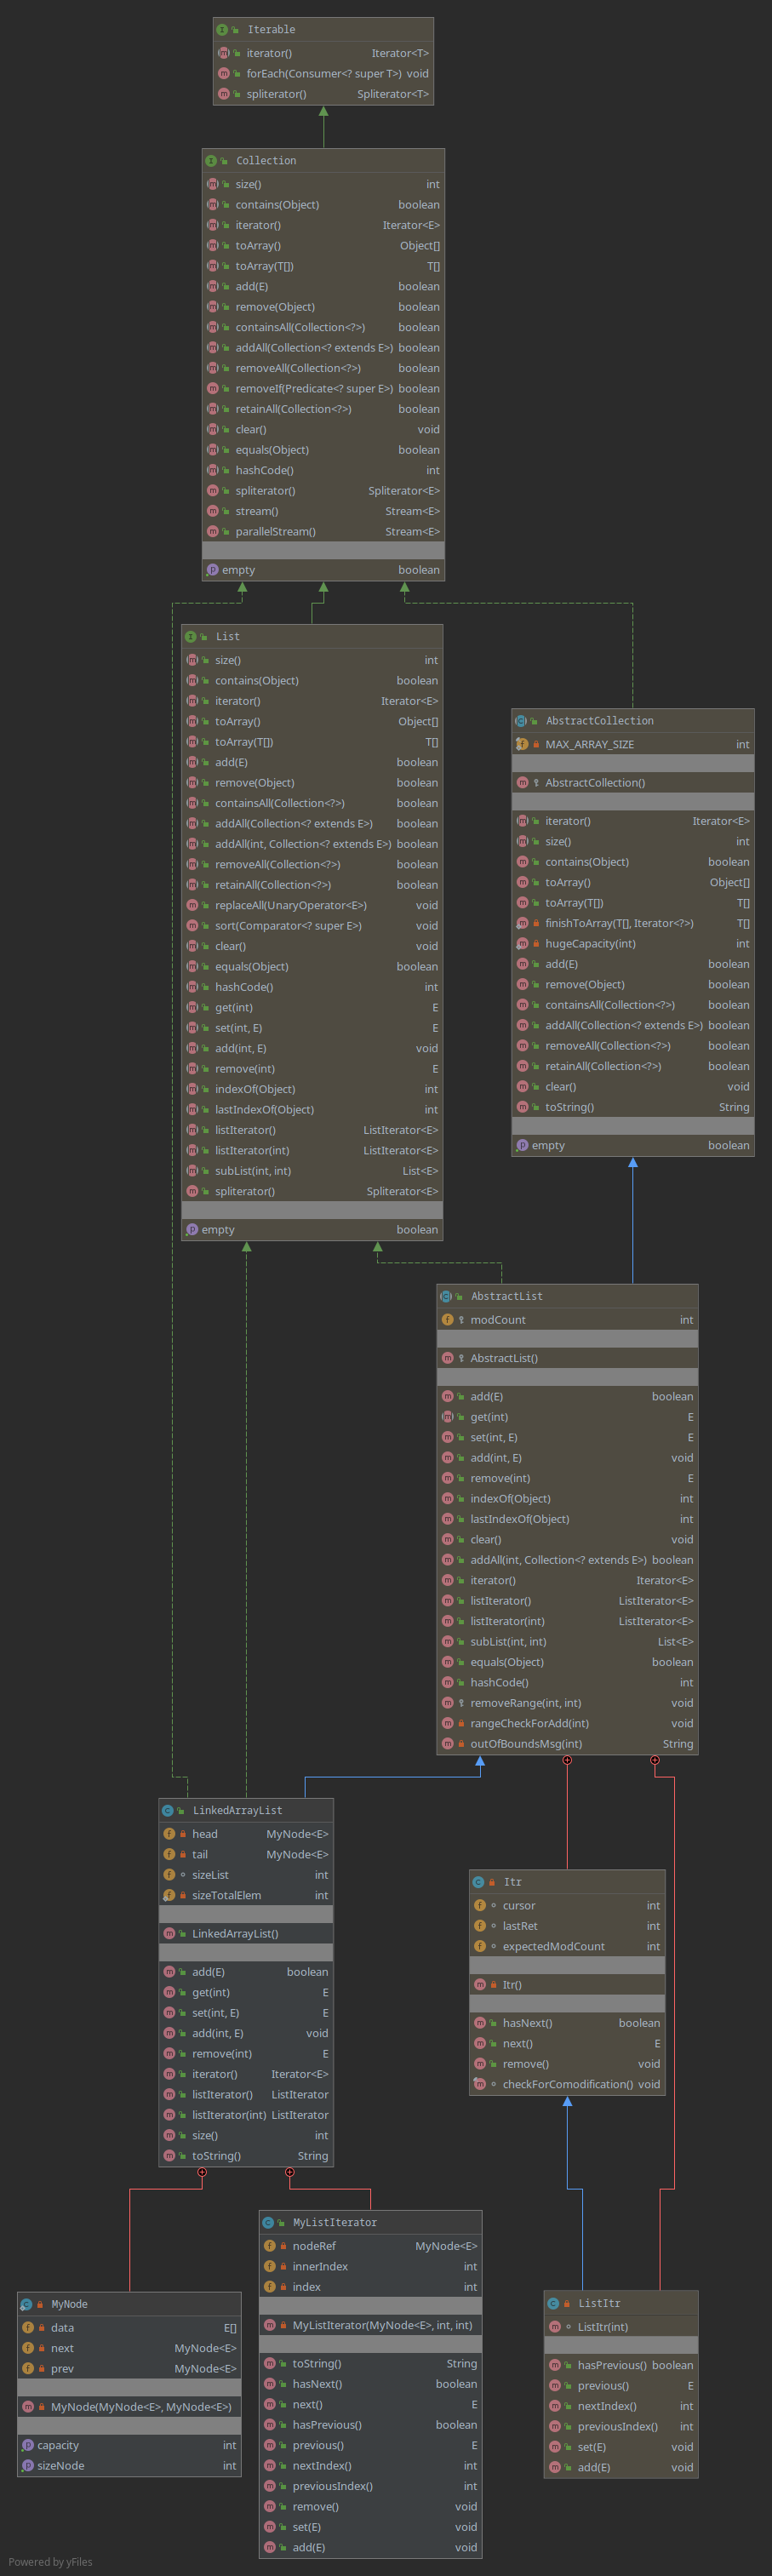 Iterable
iterator() Iterator<T>
forEach(Consumer<? super T>) void
spliterator() Spliterator<T>
Collection
size() int
contains(Object) boolean
iterator() Iterator<E>
toArray() Object[]
toArray(T[]) T[]
add(E) boolean
remove(Object) boolean
containsAll(Collection<?>) boolean
addAll(Collection<? extends E>) boolean
removeAll(Collection<?>) boolean
removeIf(Predicate<? super E>) boolean
retainAll(Collection<?>) boolean
clear() void
equals(Object) boolean
hashCode() int
spliterator() Spliterator<E>
stream() Stream<E>
parallelStream() Stream<E>
empty boolean
List
size() int
contains(Object) boolean
iterator() Iterator<E>
toArray() Object[]
toArray(T[]) T[]
add(E) boolean
remove(Object) boolean
containsAll(Collection<?>) boolean
addAll(Collection<? extends E>) boolean
addAll(int, Collection<? extends E>) boolean
removeAll(Collection<?>) boolean
retainAll(Collection<?>) boolean
replaceAll(UnaryOperator<E>) void
sort(Comparator<? super E>) void
clear() void
equals(Object) boolean
hashCode() int
get(int) E
set(int, E) E
add(int, E) void
remove(int) E
indexOf(Object) int
lastIndexOf(Object) int
listIterator() ListIterator<E>
listIterator(int) ListIterator<E>
subList(int, int) List<E>
spliterator() Spliterator<E>
empty boolean
AbstractCollection
MAX_ARRAY_SIZE int
AbstractCollection()
iterator() Iterator<E>
size() int
contains(Object) boolean
toArray() Object[]
toArray(T[]) T[]
finishToArray(T[], Iterator<?>) T[]
hugeCapacity(int) int
add(E) boolean
remove(Object) boolean
containsAll(Collection<?>) boolean
addAll(Collection<? extends E>) boolean
removeAll(Collection<?>) boolean
retainAll(Collection<?>) boolean
clear() void
toString() String
empty boolean
AbstractList
modCount int
AbstractList()
add(E) boolean
get(int) E
set(int, E) E
add(int, E) void
remove(int) E
indexOf(Object) int
lastIndexOf(Object) int
clear() void
addAll(int, Collection<? extends E>) boolean
iterator() Iterator<E>
listIterator() ListIterator<E>
listIterator(int) ListIterator<E>
subList(int, int) List<E>
equals(Object) boolean
hashCode() int
removeRange(int, int) void
rangeCheckForAdd(int) void
outOfBoundsMsg(int) String
LinkedArrayList
head MyNode<E>
tail MyNode<E>
sizeList int
sizeTotalElem int
LinkedArrayList()
add(E) boolean
get(int) E
set(int, E) E
add(int, E) void
remove(int) E
iterator() Iterator<E>
listIterator() ListIterator
listIterator(int) ListIterator
size() int
toString() String
Itr
cursor int
lastRet int
expectedModCount int
Itr()
hasNext() boolean
next() E
remove() void
checkForComodification() void
MyListIterator
nodeRef MyNode<E>
innerIndex int
index int
MyListIterator(MyNode<E>, int, int)
toString() String
hasNext() boolean
next() E
hasPrevious() boolean
previous() E
nextIndex() int
previousIndex() int
remove() void
set(E) void
add(E) void
MyNode
data E[]
next MyNode<E>
prev MyNode<E>
MyNode(MyNode<E>, MyNode<E>)
capacity int
sizeNode int
ListItr
ListItr(int)
hasPrevious() boolean
previous() E
nextIndex() int
previousIndex() int
set(E) void
add(E) void
Powered by yFiles